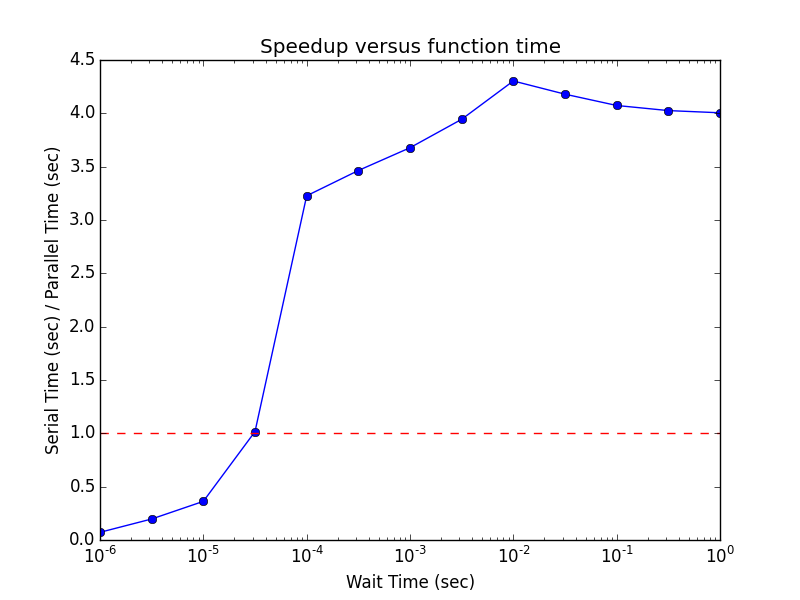 Speedup versus function time
Serial Time (sec) / Parallel Time (sec)
4.5
4.0
3.5
3.0
2.5
2.0
1.5
1.0
0.5
0.0
10⁻⁶ 10⁻⁵ 10⁻⁴ 10⁻³ 10⁻² 10⁻¹ 10⁰
Wait Time (sec)